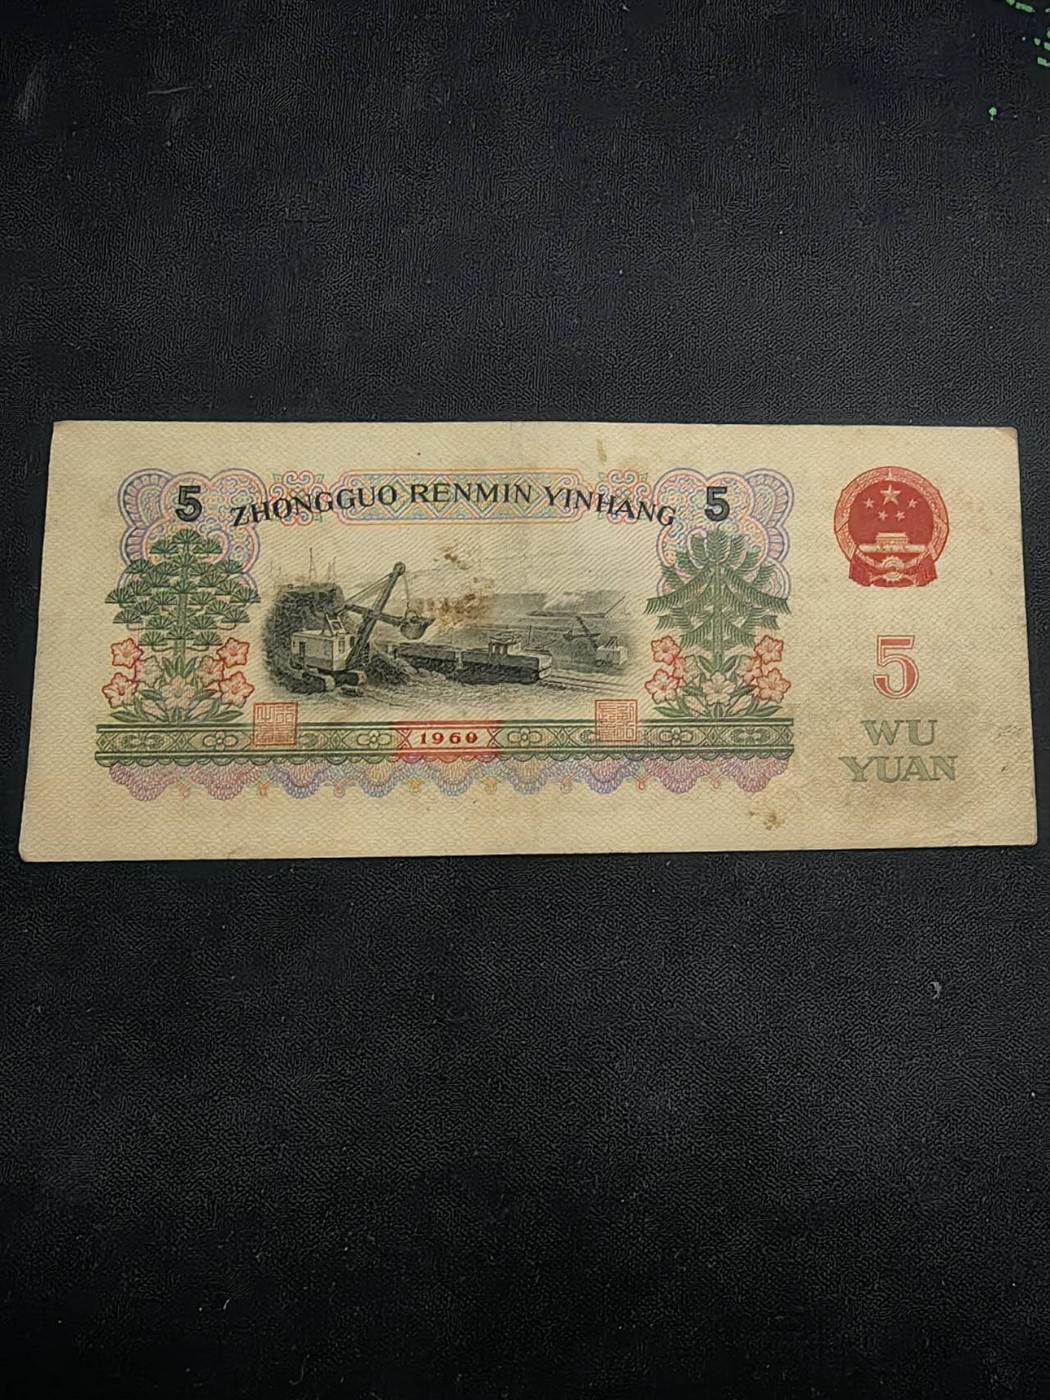 5 ZHONGGUO RENMIN YINHANG 5
1960
5
WU
YUAN